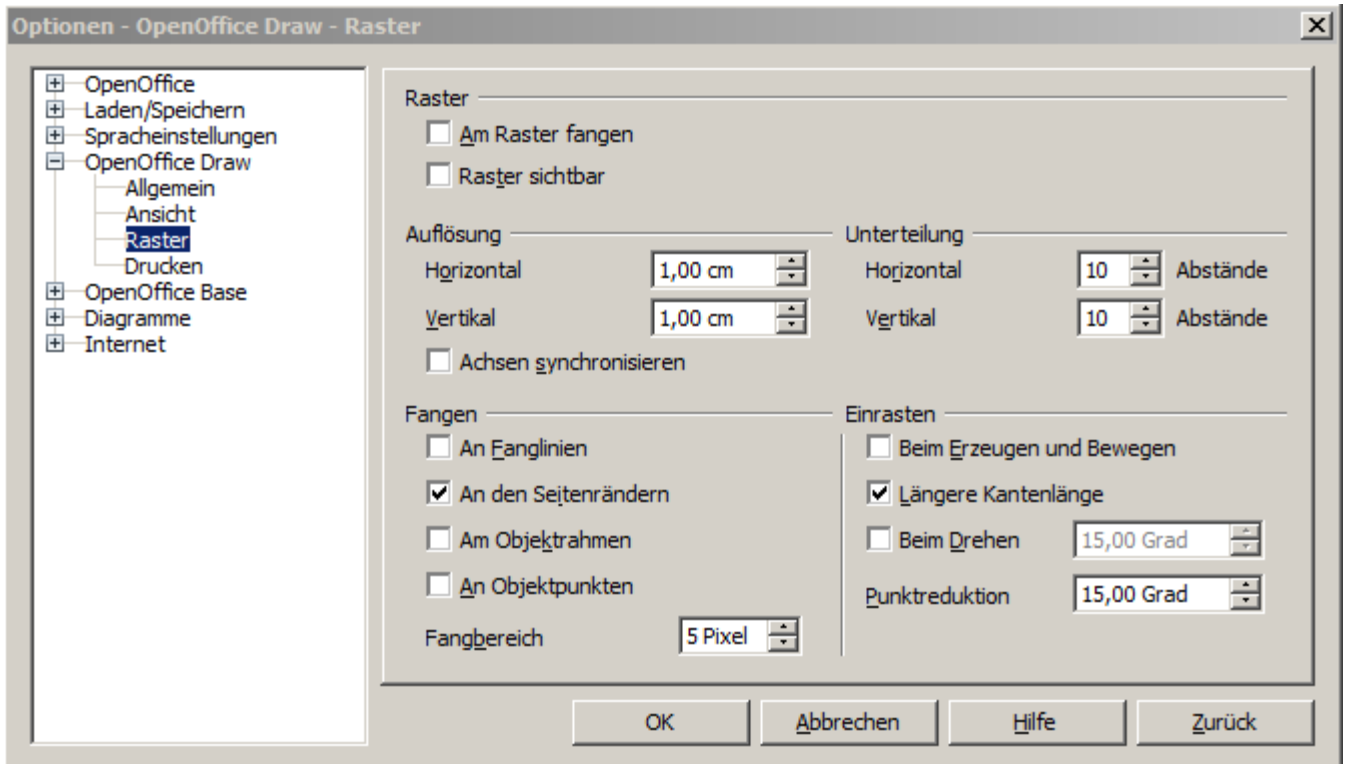 Optionen - OpenOffice Draw - Raster
OpenOffice
Laden/Speichern
Spracheinstellungen
OpenOffice Draw
Allgemein
Ansicht
Raster
Drucken
OpenOffice Base
Diagramme
Internet
Raster
Am Raster fangen
Raster sichtbar
Auflösung
Horizontal 1,00 cm
Vertikal 1,00 cm
Achsen synchronisieren
Unterteilung
Horizontal 10 Abstände
Vertikal 10 Abstände
Fangen
An Fanglinien
An den Seitenrändern
Am Objektrahmen
An Objektpunkten
Fangbereich 5 Pixel
Einrasten
Beim Erzeugen und Bewegen
Längere Kantenlänge
Beim Drehen 15,00 Grad
Punktreduktion 15,00 Grad
OK Abbrechen Hilfe Zurück